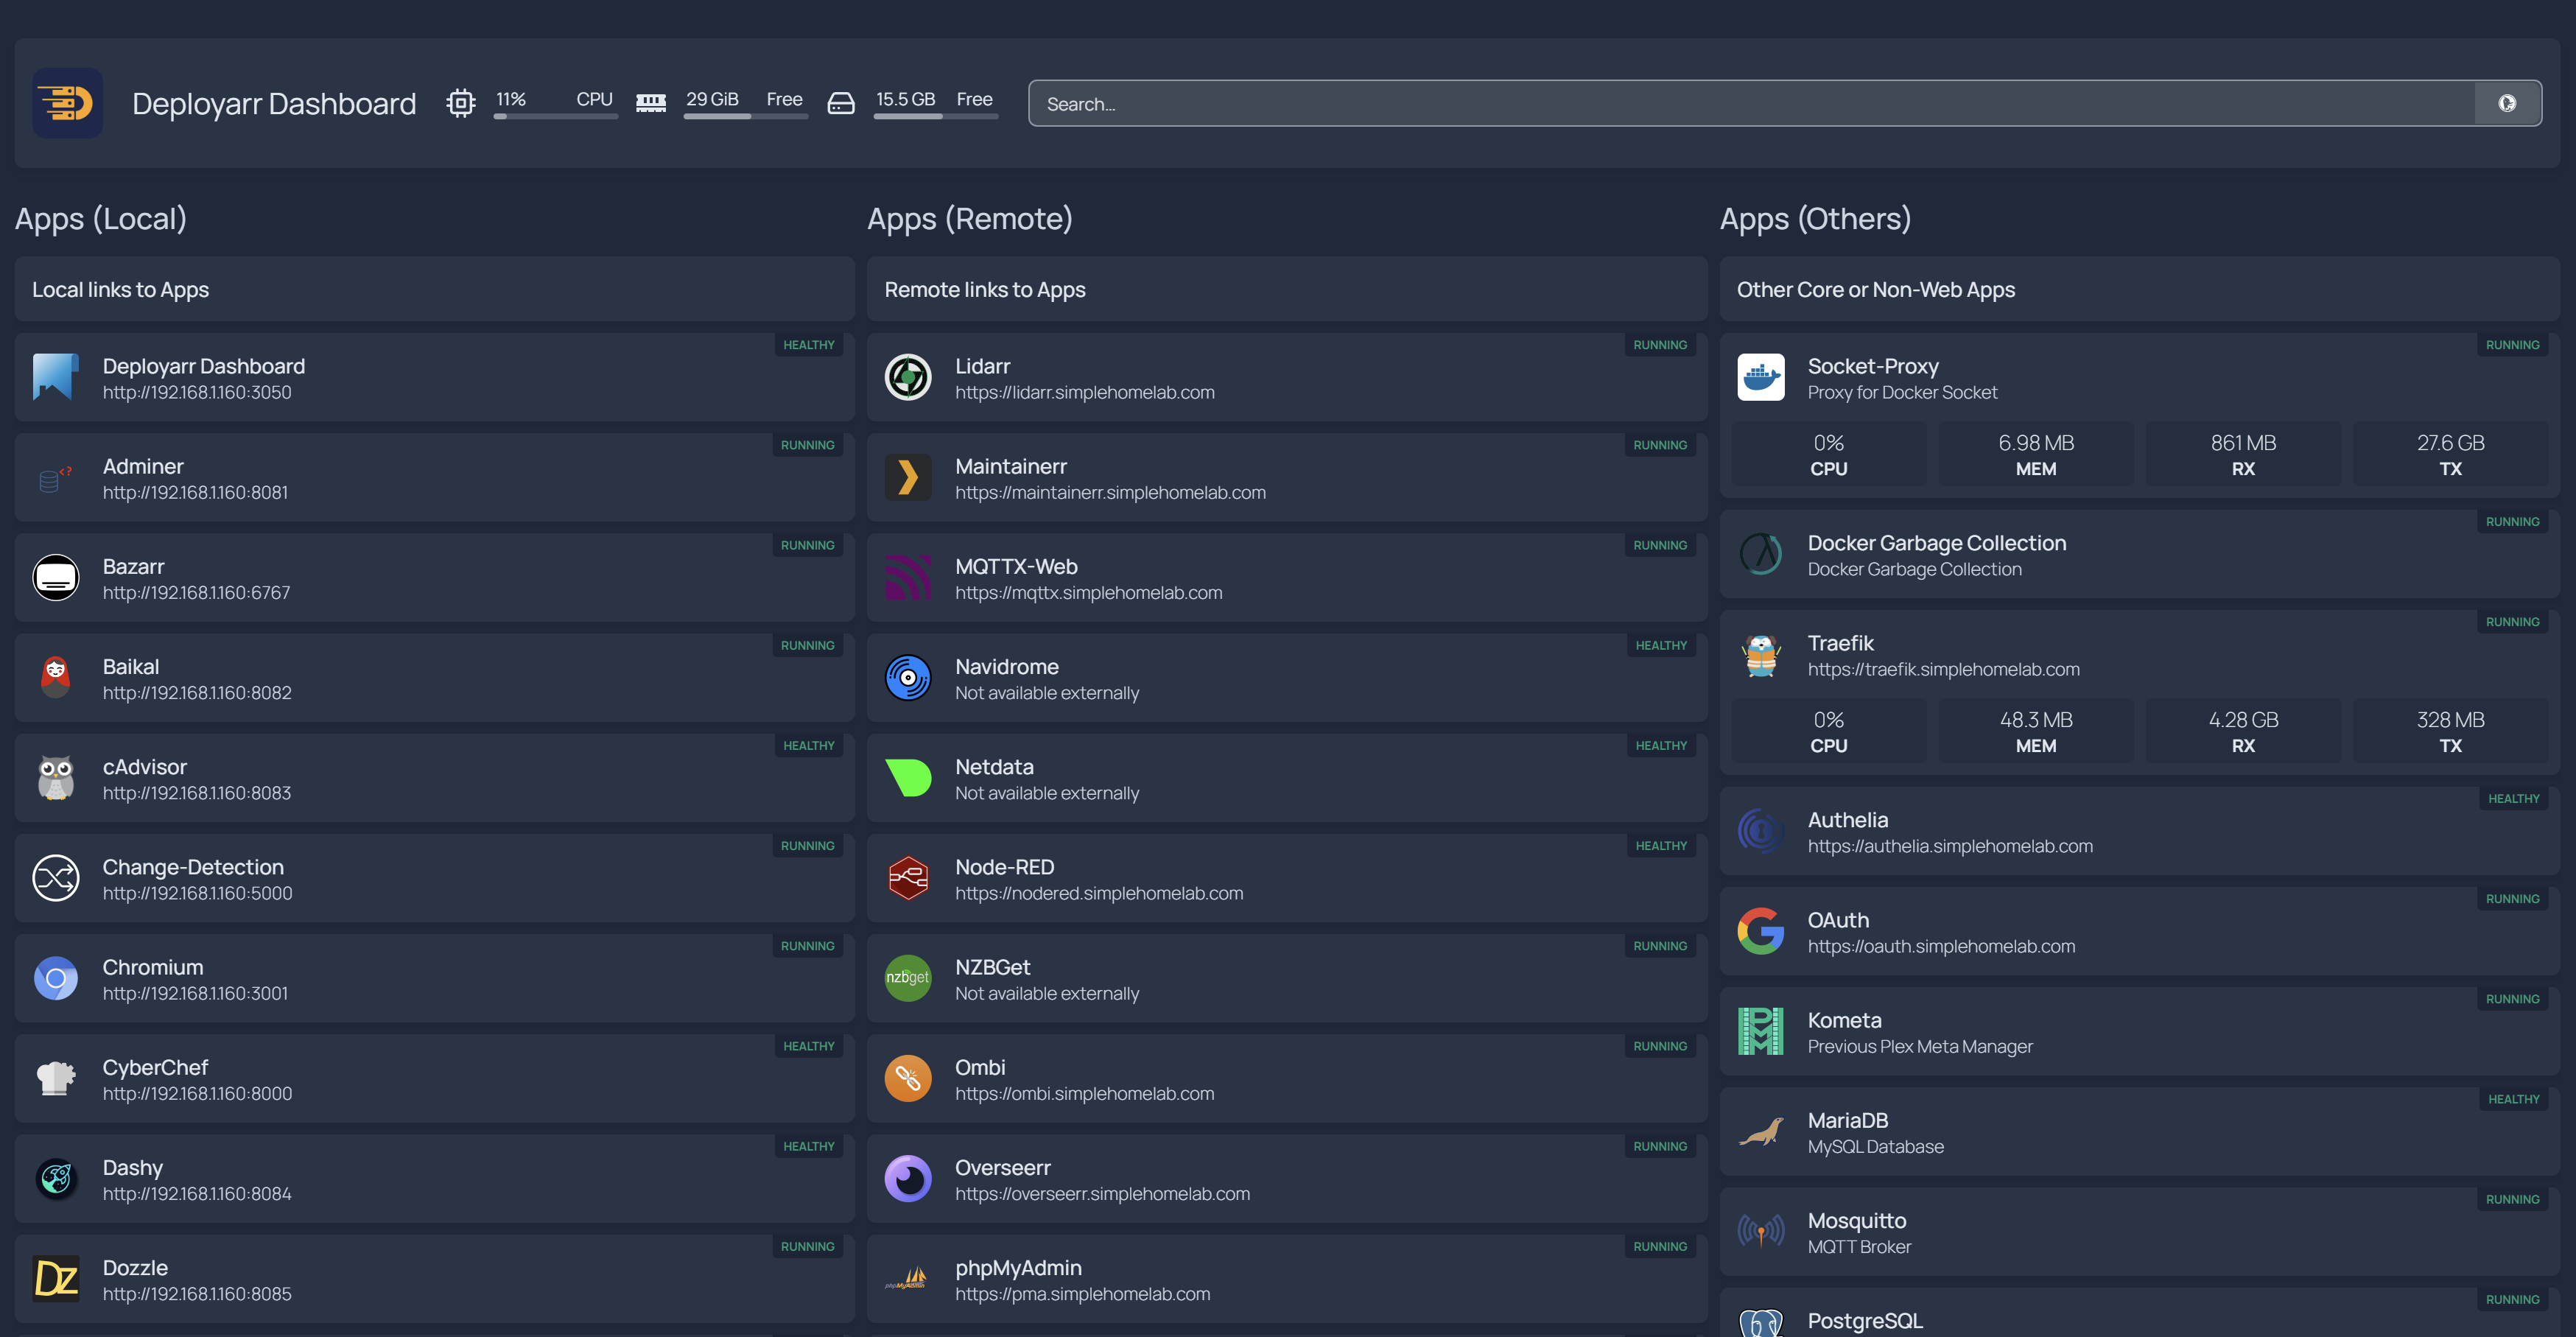 Deployarr Dashboard
11% CPU
29 GiB Free
15.5 GB Free
Search...
Apps (Local)
Local links to Apps
Deployarr Dashboard
HEALTHY
http://192.168.1.160:3050
Adminer
RUNNING
http://192.168.1.160:8081
Bazarr
RUNNING
http://192.168.1.160:6767
Baikal
RUNNING
http://192.168.1.160:8082
cAdvisor
HEALTHY
http://192.168.1.160:8083
Change-Detection
RUNNING
http://192.168.1.160:5000
Chromium
RUNNING
http://192.168.1.160:3001
CyberChef
HEALTHY
http://192.168.1.160:8000
Dashy
HEALTHY
http://192.168.1.160:8084
DZ
Dozzle
RUNNING
http://192.168.1.160:8085
Apps (Remote)
Remote links to Apps
Lidarr
RUNNING
https://lidarr.simplehomelab.com
Maintainerr
RUNNING
https://maintainerr.simplehomelab.com
MQTTX-Web
RUNNING
https://mqttx.simplehomelab.com
Navidrome
HEALTHY
Not available externally
Netdata
HEALTHY
Not available externally
Node-RED
HEALTHY
https://nodered.simplehomelab.com
nzbget
NZBGet
RUNNING
Not available externally
Ombi
RUNNING
https://ombi.simplehomelab.com
Overseerr
RUNNING
https://overseerr.simplehomelab.com
phpMyAdmin
phpMyAdmin
RUNNING
https://pma.simplehomelab.com
Apps (Others)
Other Core or Non-Web Apps
Socket-Proxy
RUNNING
Proxy for Docker Socket
0% 6.98 MB 861 MB 27.6 GB
CPU MEM RX TX
Docker Garbage Collection
RUNNING
Docker Garbage Collection
Traefik
RUNNING
https://traefik.simplehomelab.com
0% 48.3 MB 4.28 GB 328 MB
CPU MEM RX TX
Authelia
HEALTHY
https://authelia.simplehomelab.com
OAuth
RUNNING
https://oauth.simplehomelab.com
PMM
Kometa
RUNNING
Previous Plex Meta Manager
MariaDB
HEALTHY
MySQL Database
Mosquitto
RUNNING
MQTT Broker
PostgreSQL
RUNNING